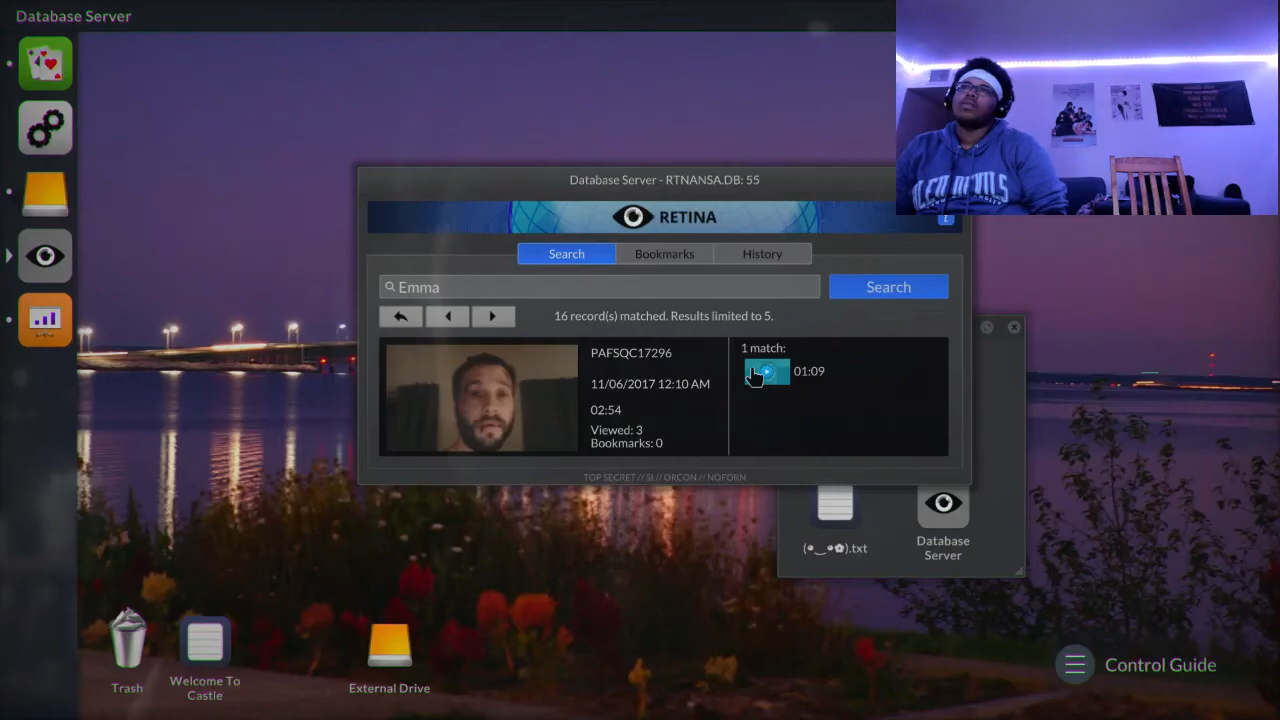 Database Server
Database Server - RTNANSA.DB: 55
RETINA
Search
Bookmarks
History
Emma
Search
16 record(s) matched. Results limited to 5.
PAFSQC17296
11/06/2017 12:10 AM
02:54
Viewed: 3
Bookmarks: 0
1 match:
01:09
TOP SECRET // SI // ORCON // NOFORN
(•‿•✿).txt
Database
Server
Trash
Welcome To
Castle
External Drive
Control Guide